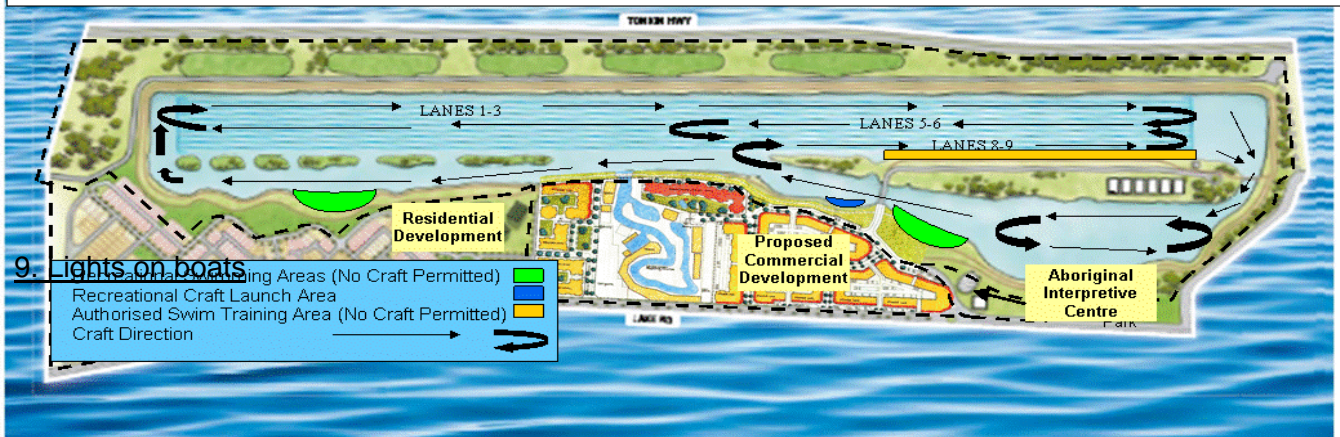 TONKIN HWY
LANES 1-3
LANES 5-6
LANES 8-9
Residential
Development
Proposed
Commercial
Development
Aboriginal
Interpretive
Centre
Park
9. Lights on boats
Areas (No Craft Permitted)
Recreational Craft Launch Area
Authorised Swim Training Area (No Craft Permitted)
Craft Direction
LAKE RD